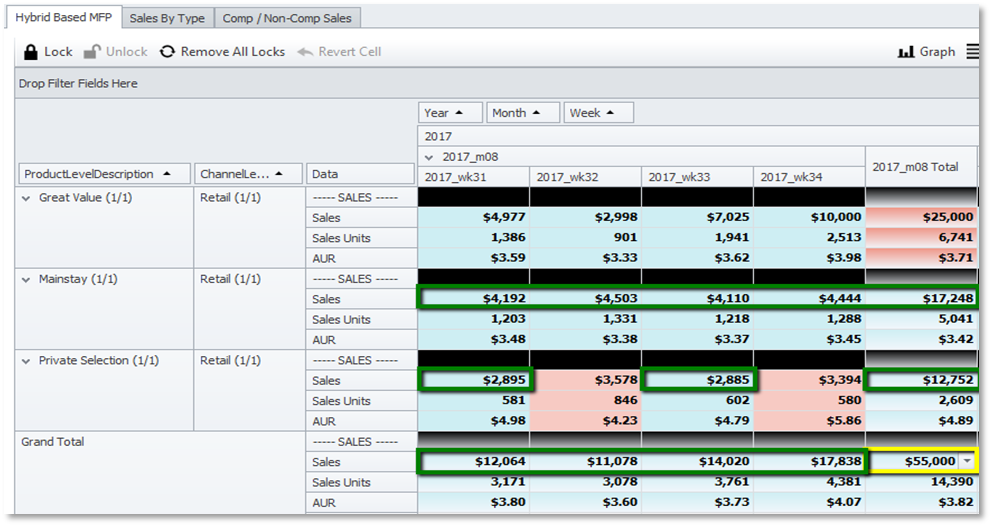 Hybrid Based MFP Sales By Type Comp / Non-Comp Sales
Lock Unlock Remove All Locks Revert Cell Graph
Drop Filter Fields Here
Year Month Week
2017
2017_m08 2017_m08 Total
ProductLevelDescription ChannelLe... Data 2017_wk31 2017_wk32 2017_wk33 2017_wk34
Great Value (1/1) Retail (1/1) ----- SALES -----
Sales $4,977 $2,998 $7,025 $10,000 $25,000
Sales Units 1,386 901 1,941 2,513 6,741
AUR $3.59 $3.33 $3.62 $3.98 $3.71
Mainstay (1/1) Retail (1/1) ----- SALES -----
Sales $4,192 $4,503 $4,110 $4,444 $17,248
Sales Units 1,203 1,331 1,218 1,288 5,041
AUR $3.48 $3.38 $3.37 $3.45 $3.42
Private Selection (1/1) Retail (1/1) ----- SALES -----
Sales $2,895 $3,578 $2,885 $3,394 $12,752
Sales Units 581 846 602 580 2,609
AUR $4.98 $4.23 $4.79 $5.86 $4.89
Grand Total ----- SALES -----
Sales $12,064 $11,078 $14,020 $17,838 $55,000
Sales Units 3,171 3,078 3,761 4,381 14,390
AUR $3.80 $3.60 $3.73 $4.07 $3.82